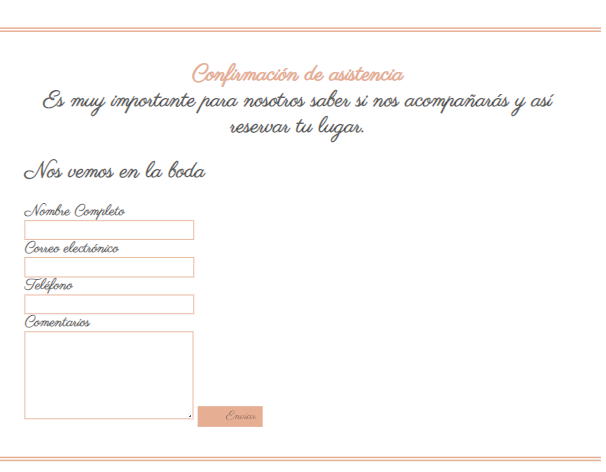 Confirmación de asistencia
Es muy importante para nosotros saber si nos acompañarás y así
reservar tu lugar.
Nos vemos en la boda
Nombre Completo
Correo electrónico
Teléfono
Comentarios
Enviar